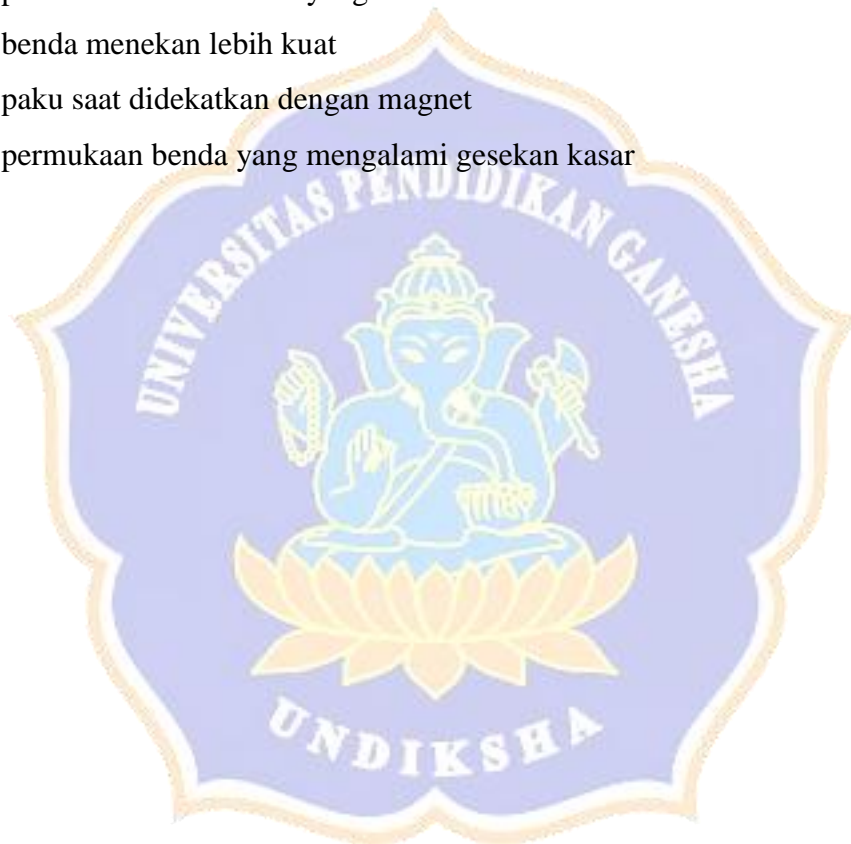 benda menekan lebih kuat
paku saat didekatkan dengan magnet
permukaan benda yang mengalami gesekan kasar
UNIVERSITAS PENDIDIKAN GANESHA
UNDIKSHA